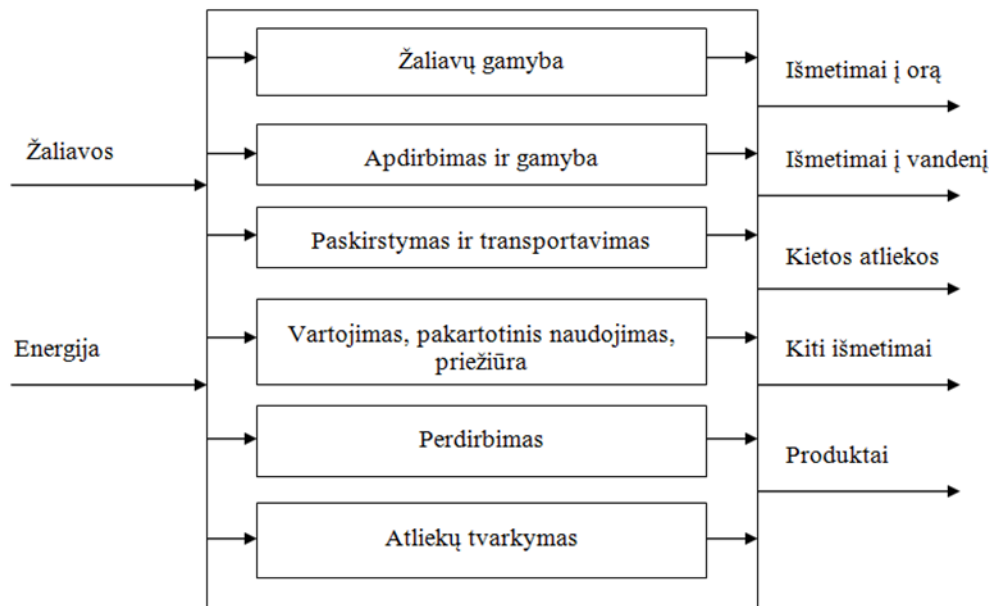 Žaliavos
Energija
Žaliavų gamyba
Apdirbimas ir gamyba
Paskirstymas ir transportavimas
Vartojimas, pakartotinis naudojimas,
priežiūra
Perdirbimas
Atliekų tvarkymas
Išmetimai į orą
Išmetimai į vandenį
Kietos atliekos
Kiti išmetimai
Produktai